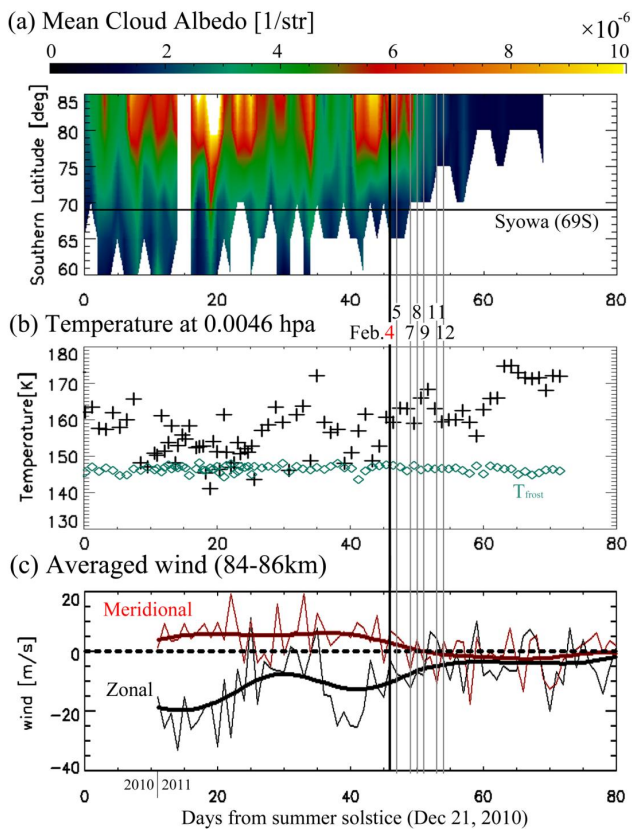 (a) Mean Cloud Albedo [1/str]
×10-6
0 2 4 6 8 10
Southern Latitude [deg]
85
80
75
70
65
60
Syowa (69S)
0 20 40 60 80
5 8 11
(b) Temperature at 0.0046 hpa
Feb.4 7 9 12
Temperature[K]
180
170
160
150
140
130
Tfrost
0 20 40 60 80
(c) Averaged wind (84-86km)
wind [m/s]
20
0
-20
-40
Meridional
Zonal
2010 2011
0 20 40 60 80
Days from summer solstice (Dec 21, 2010)